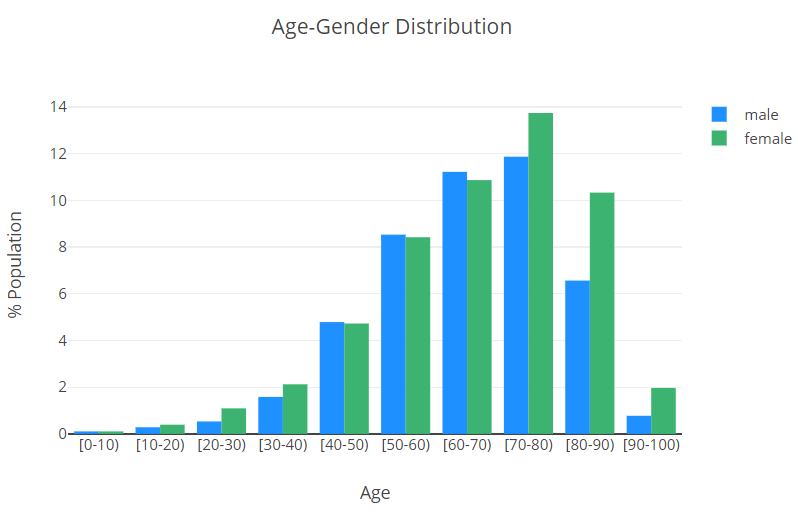 Age-Gender Distribution
male
female
% Population
14
12
10
8
6
4
2
0
[0-10) [10-20) [20-30) [30-40) [40-50) [50-60) [60-70) [70-80) [80-90) [90-100)
Age